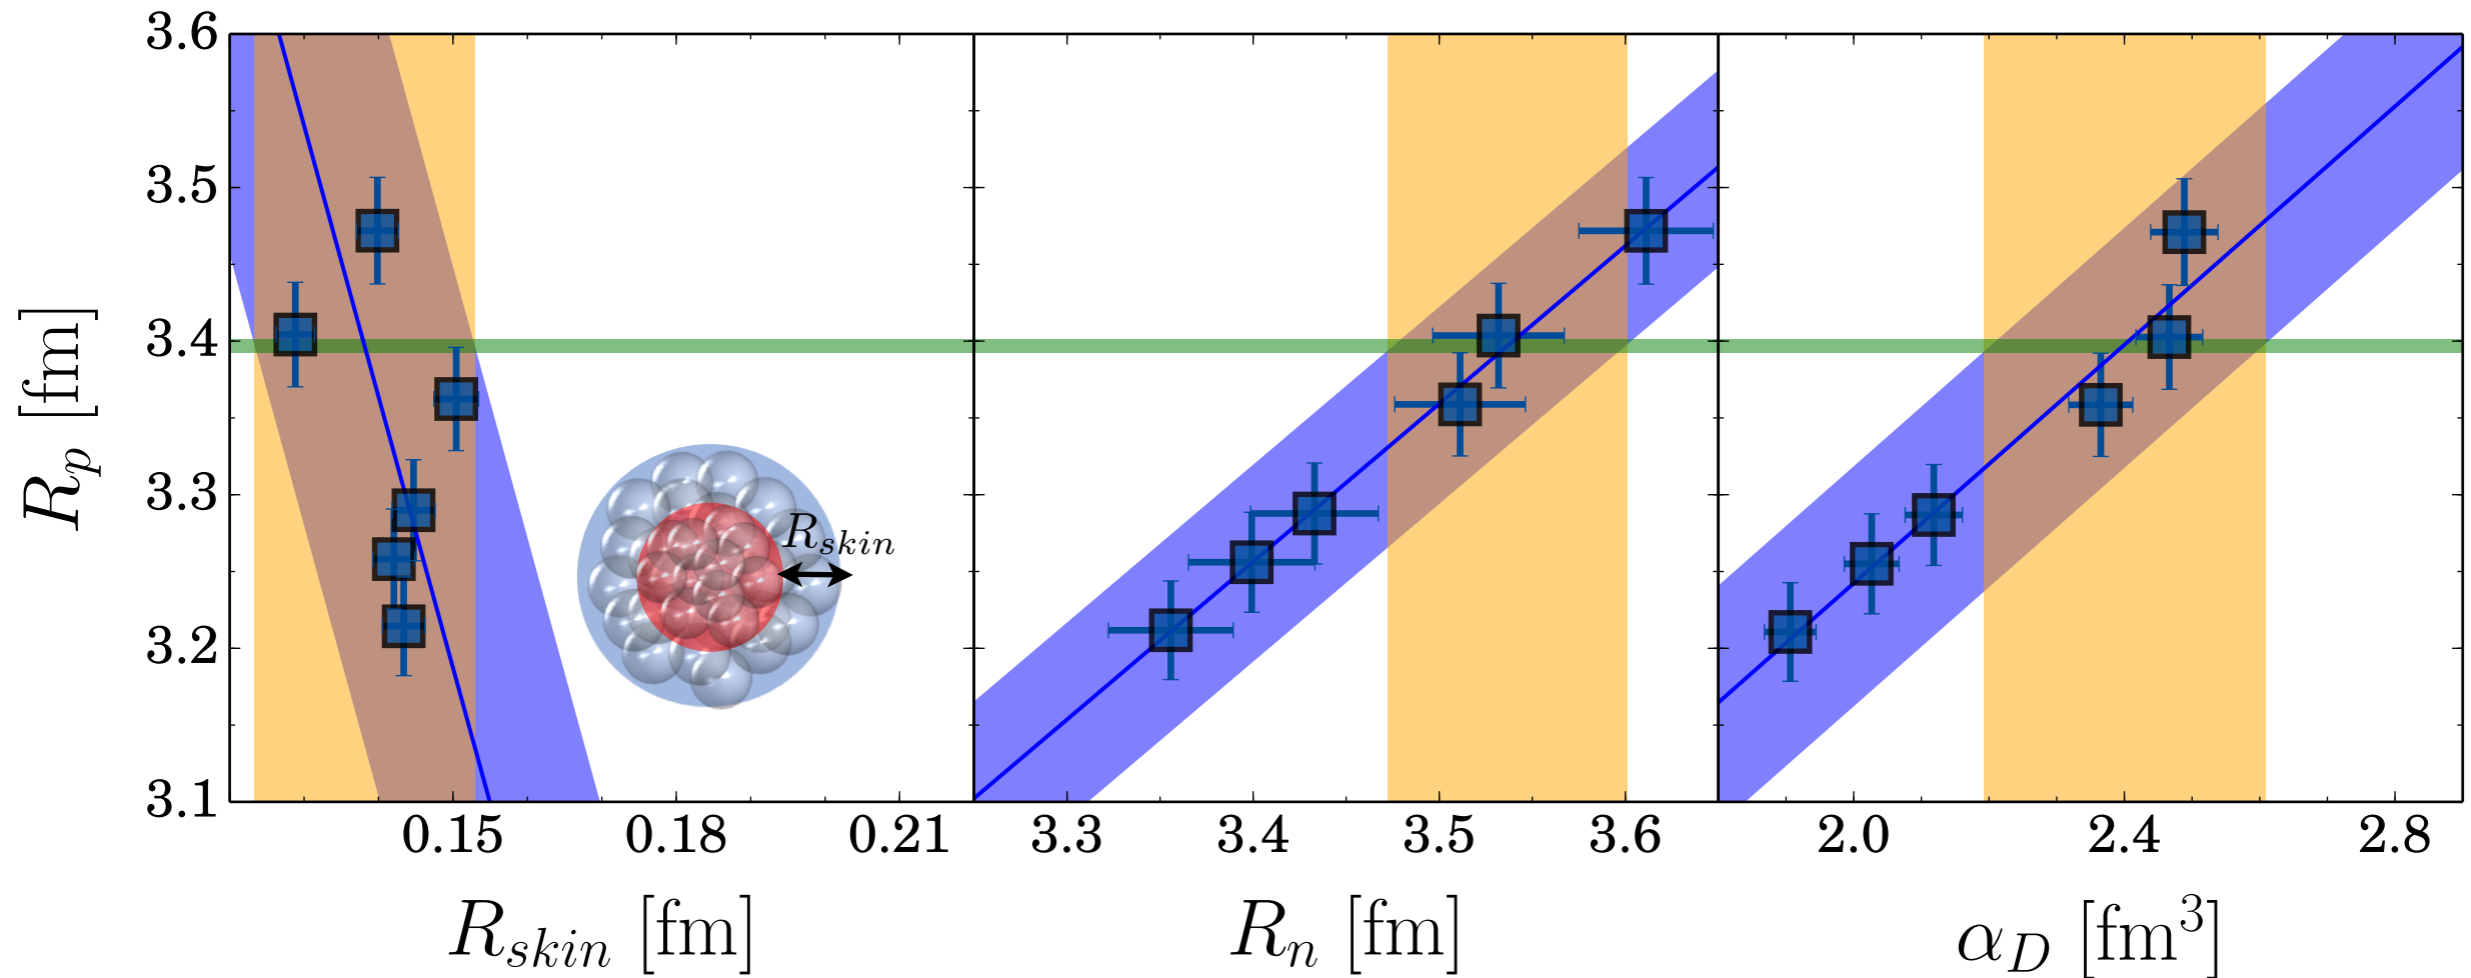 3.6
3.5
3.4
3.3
3.2
3.1
R_p [fm]
R_skin
0.15 0.18 0.21 3.3 3.4 3.5 3.6 2.0 2.4 2.8
R_skin [fm] R_n [fm] α_D [fm³]